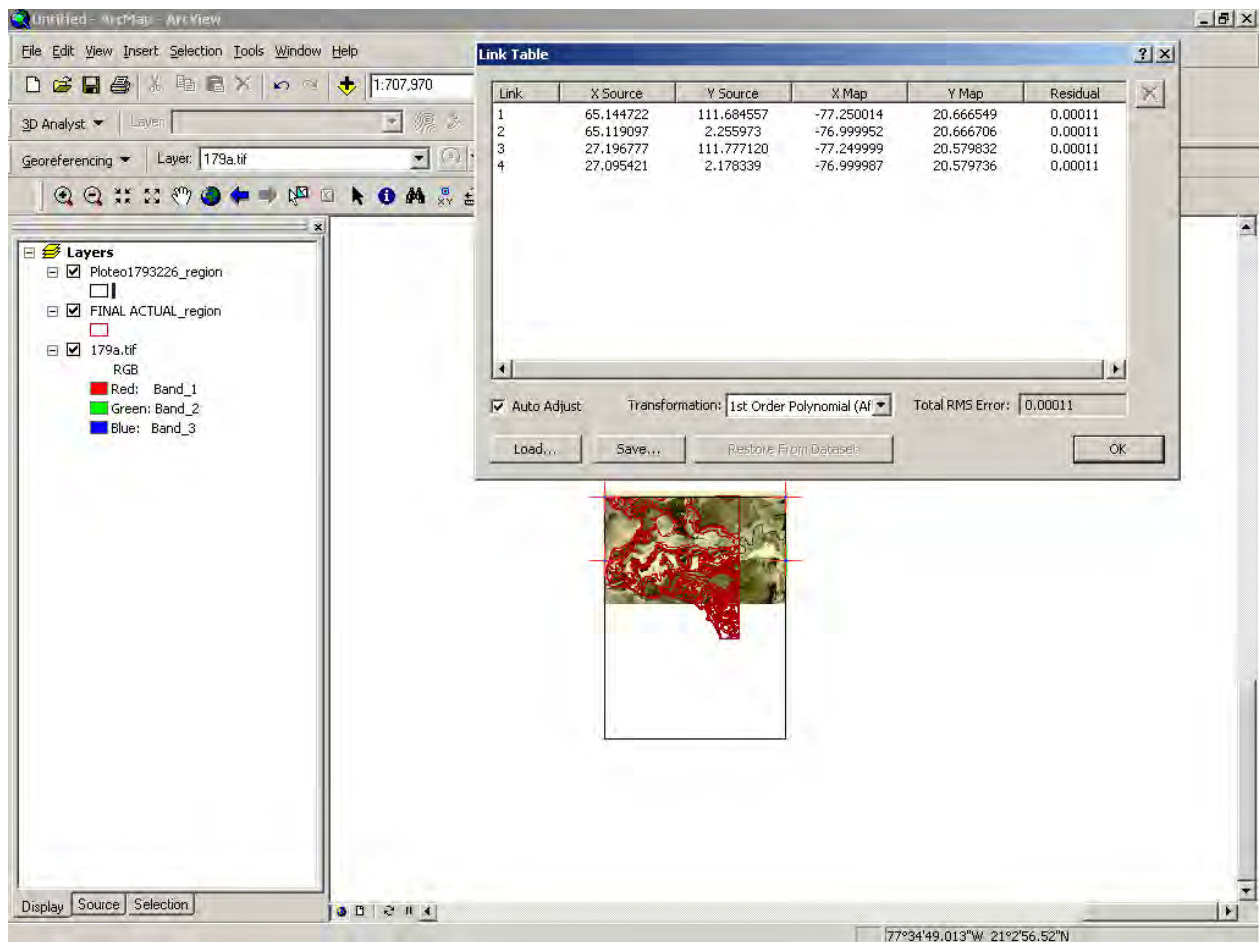 Untitled - ArcMap - ArcView
File Edit View Insert Selection Tools Window Help
1:707,970
3D Analyst Layer:
Georeferencing Layer: 179a.tif
Layers
Ploteo1793226_region
FINAL ACTUAL_region
179a.tif
RGB
Red: Band_1
Green: Band_2
Blue: Band_3
Display Source Selection
Link Table
Link X Source Y Source X Map Y Map Residual
1 65.144722 111.684557 -77.250014 20.666549 0.00011
2 65.119097 2.255973 -76.999952 20.666706 0.00011
3 27.196777 111.777120 -77.249999 20.579832 0.00011
4 27.095421 2.178339 -76.999987 20.579736 0.00011
Auto Adjust Transformation: 1st Order Polynomial (Af Total RMS Error: 0.00011
Load... Save... Restore From Dataset OK
77°34'49.013"W 21°2'56.52"N